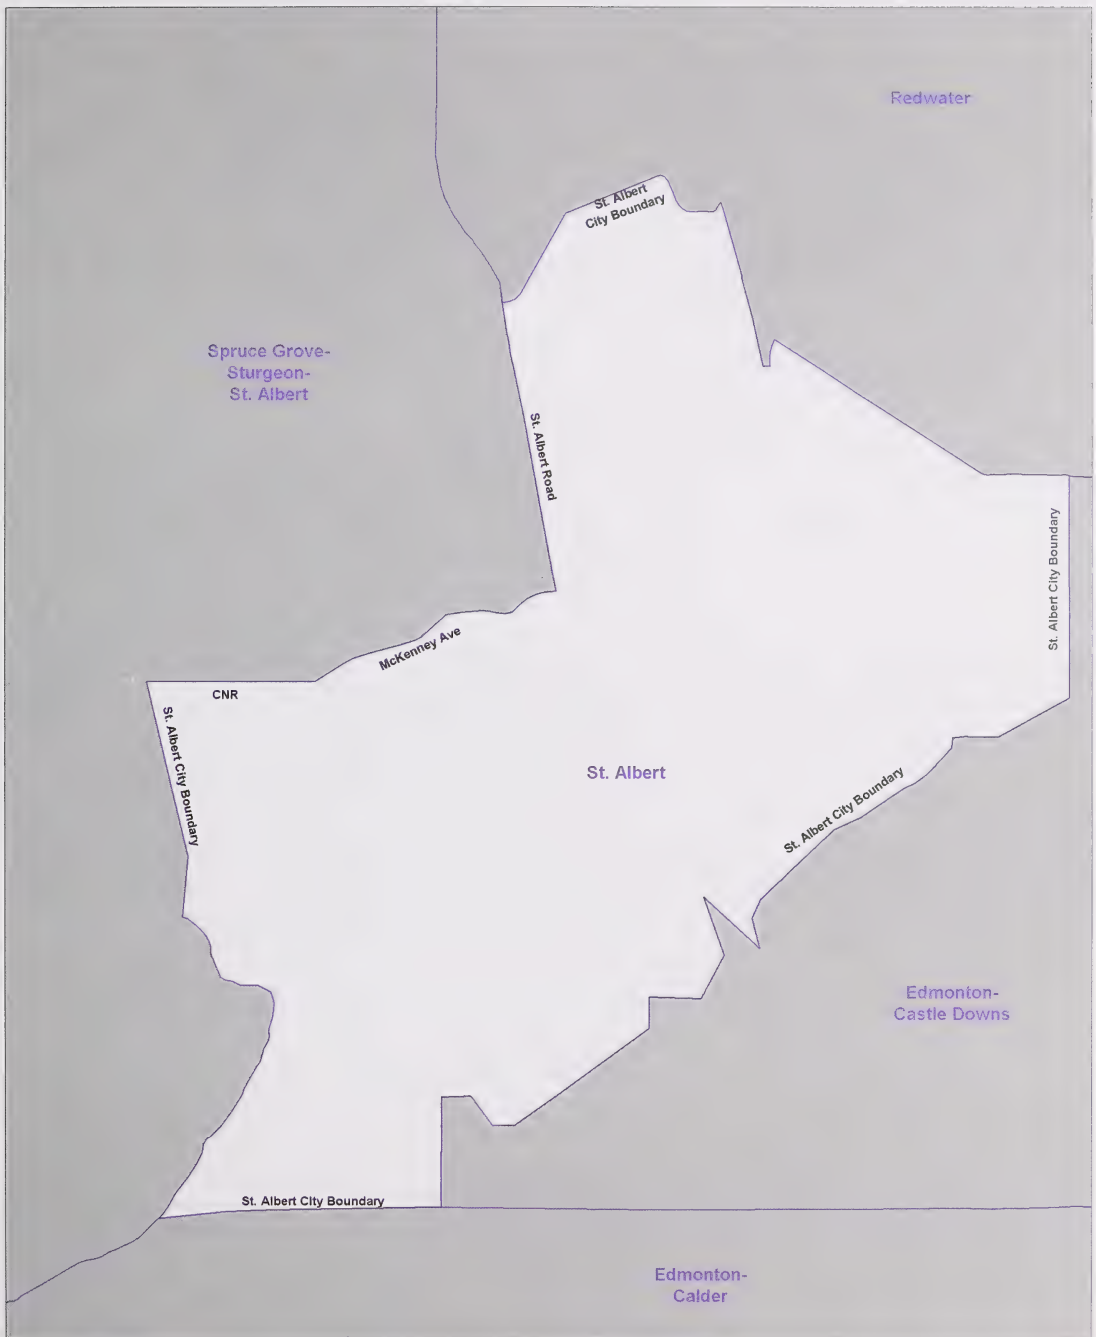 Redwater
St. Albert
City Boundary
Spruce Grove-
Sturgeon-
St. Albert
St. Albert Road
St. Albert City Boundary
McKenney Ave
CNR
St. Albert City Boundary
St. Albert
St. Albert City Boundary
Edmonton-
Castle Downs
St. Albert City Boundary
Edmonton-
Calder